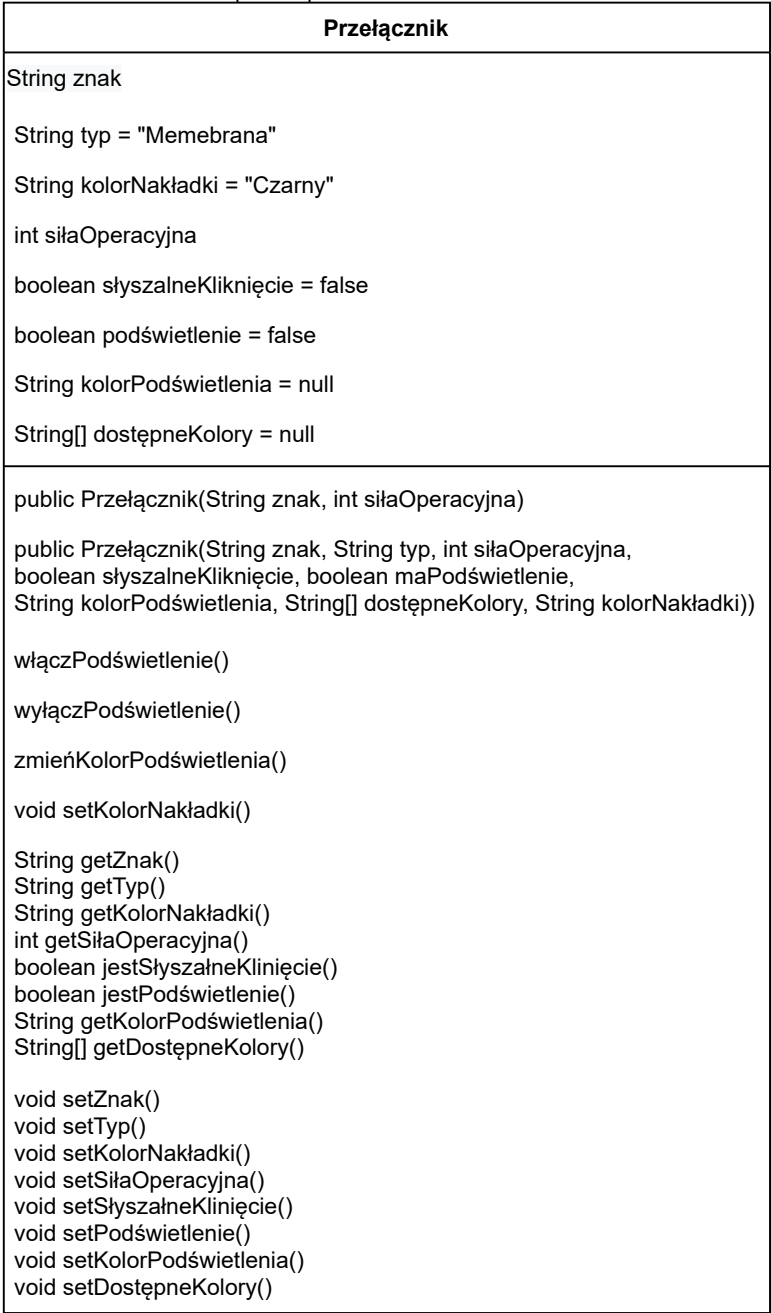 Przełącznik
String znak
String typ = "Memebrana"
String kolorNakładki = "Czarny"
int siłaOperacyjna
boolean słyszalneKliknięcie = false
boolean podświetlenie = false
String kolorPodświetlenia = null
String[] dostępneKolory = null
public Przełącznik(String znak, int siłaOperacyjna)
public Przełącznik(String znak, String typ, int siłaOperacyjna,
boolean słyszalneKliknięcie, boolean maPodświetlenie,
String kolorPodświetlenia, String[] dostępneKolory, String kolorNakładki))
włączPodświetlenie()
wyłączPodświetlenie()
zmieńKolorPodświetlenia()
void setKolorNakładki()
String getZnak()
String getTyp()
String getKolorNakładki()
int getSiłaOperacyjna()
boolean jestSłyszałneKlinięcie()
boolean jestPodświetlenie()
String getKolorPodświetlenia()
String[] getDostępneKolory()
void setZnak()
void setTyp()
void setKolorNakładki()
void setSiłaOperacyjna()
void setSłyszałneKlinięcie()
void setPodświetlenie()
void setKolorPodświetlenia()
void setDostępneKolory()